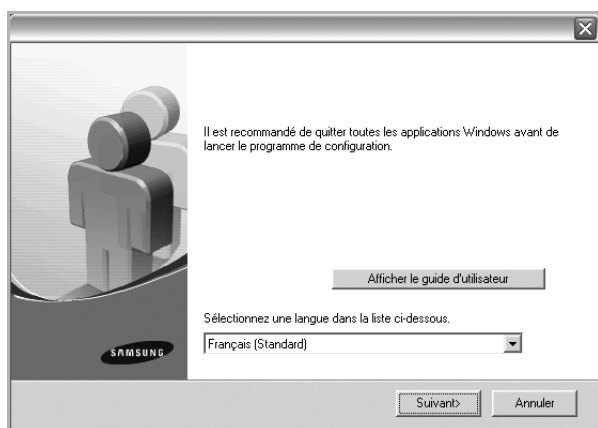 Il est recommandé de quitter toutes les applications Windows avant de
lancer le programme de configuration.
Afficher le guide d'utilisateur
Sélectionnez une langue dans la liste ci-dessous.
Français (Standard)
SAMSUNG
Suivant>
Annuler